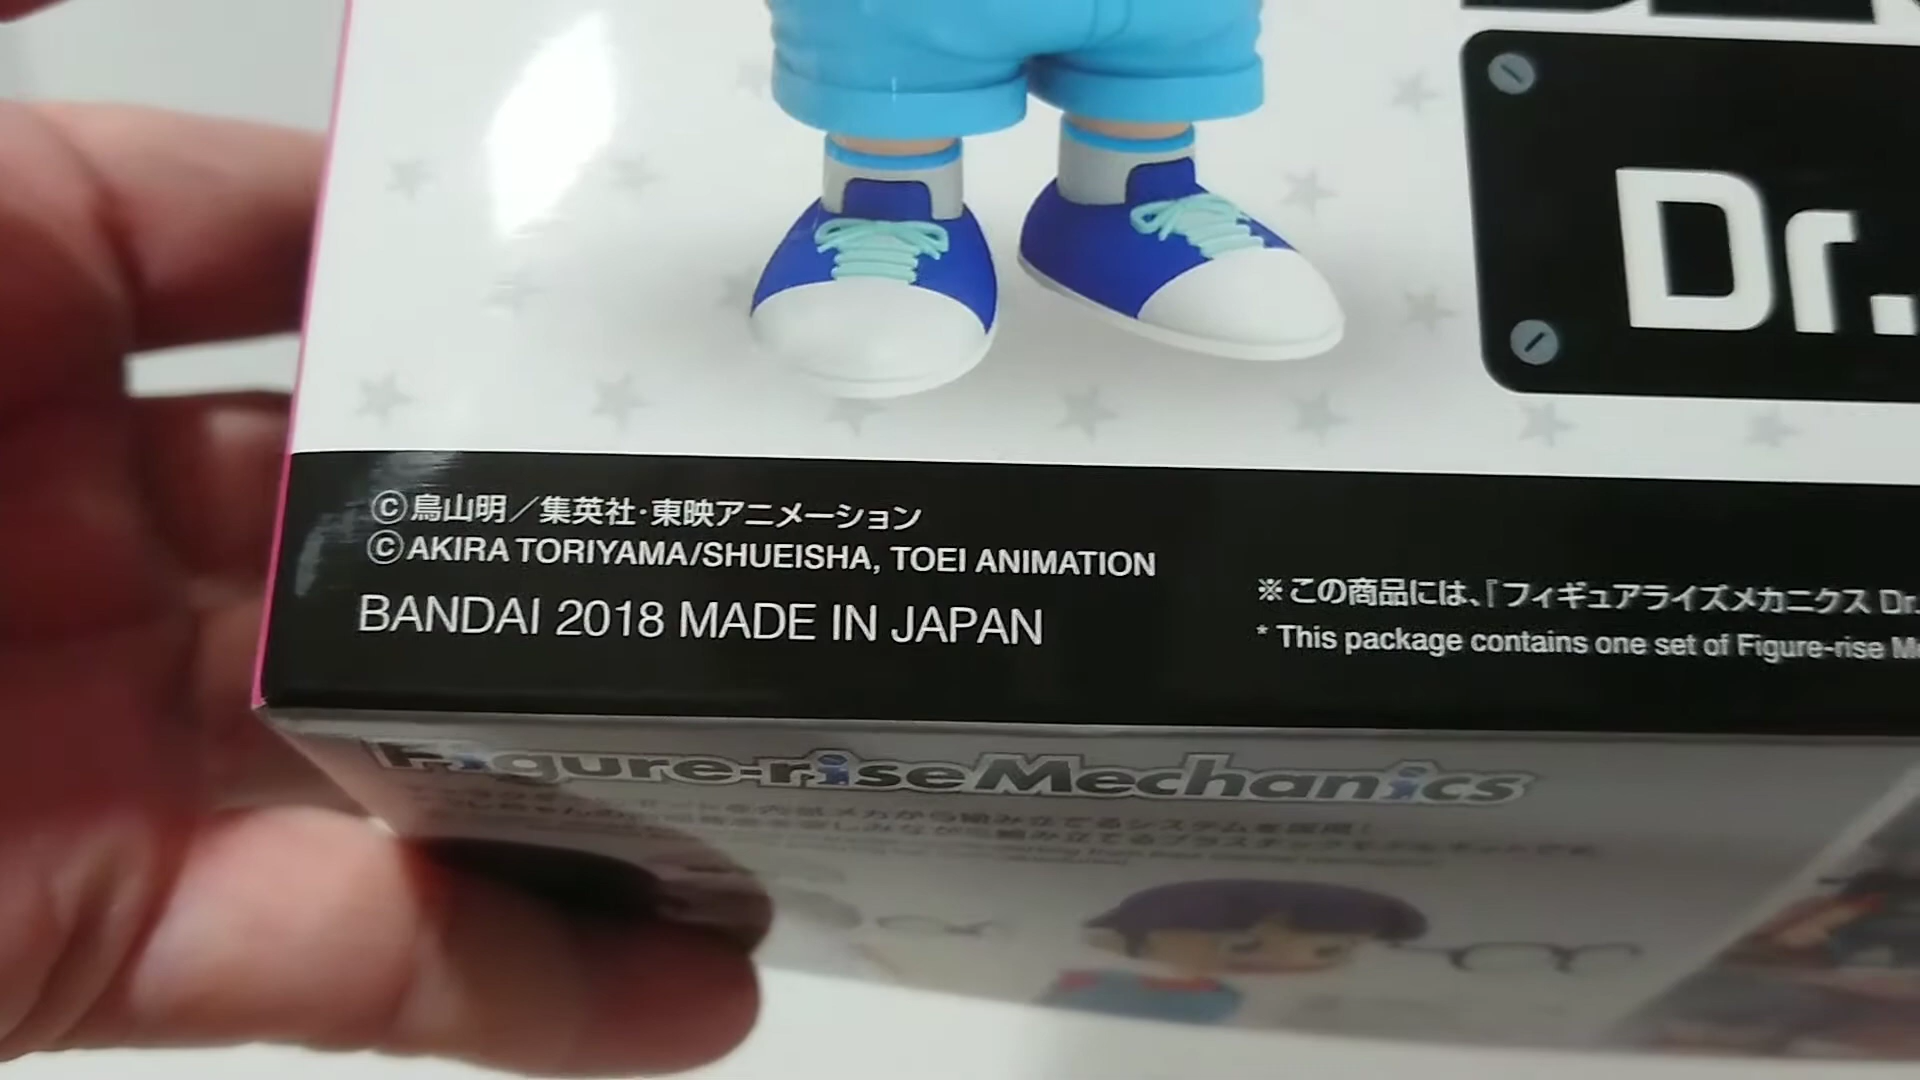 Dr.
©鳥山明／集英社・東映アニメーション
©AKIRA TORIYAMA/SHUEISHA, TOEI ANIMATION
BANDAI 2018 MADE IN JAPAN
※この商品には、『フィギュアライズメカニクス Dr.
* This package contains one set of Figure-rise
Figure-rise Mechanics